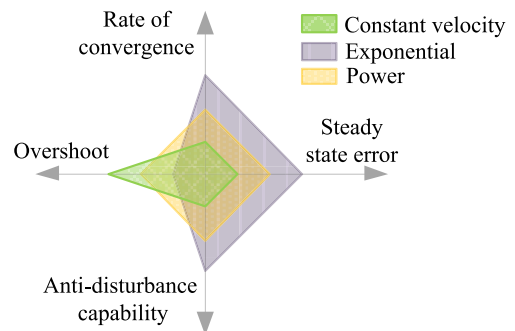 Rate of
convergence
Constant velocity
Exponential
Power
Overshoot
Steady
state error
Anti-disturbance
capability